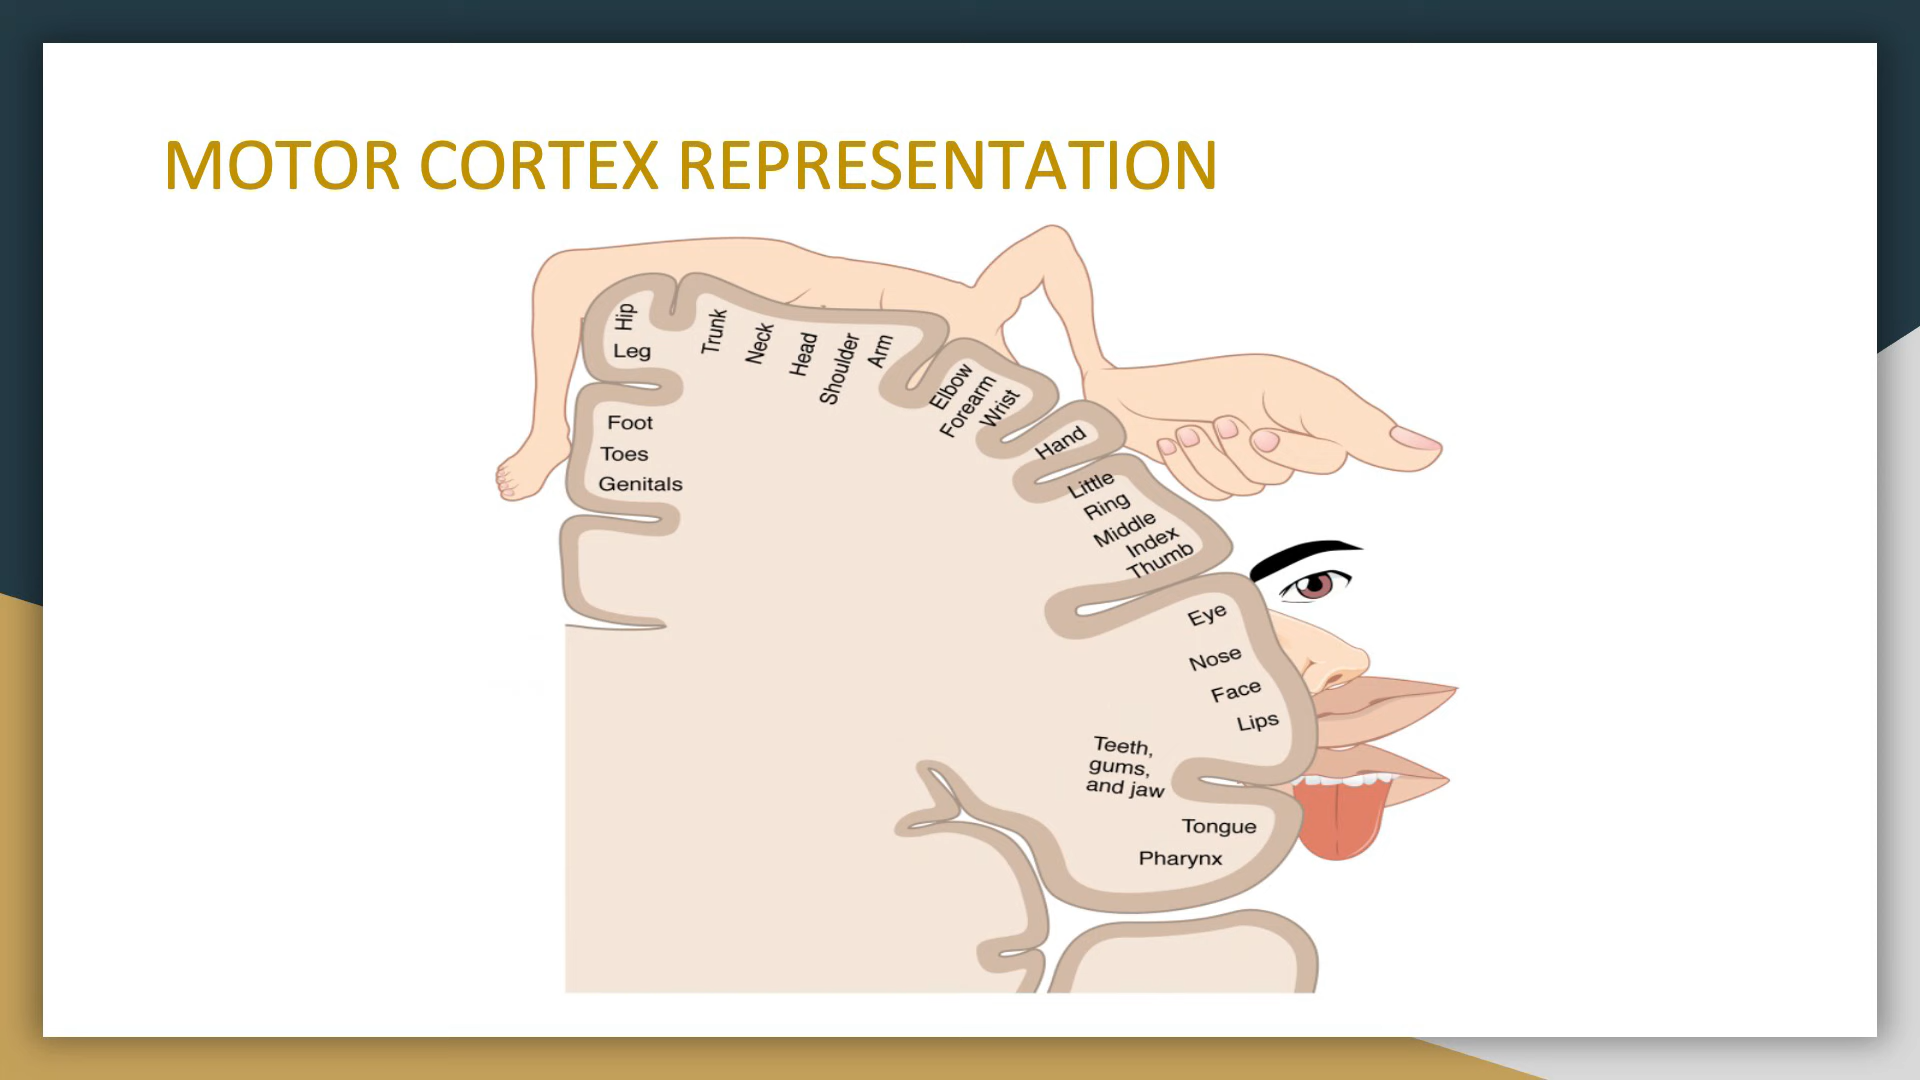 MOTOR CORTEX REPRESENTATION
Hip
Leg
Foot
Toes
Genitals
Trunk
Neck
Head
Shoulder
Arm
Elbow
Forearm
Wrist
Hand
Little
Ring
Middle
Index
Thumb
Eye
Nose
Face
Lips
Teeth,
gums,
and jaw
Tongue
Pharynx